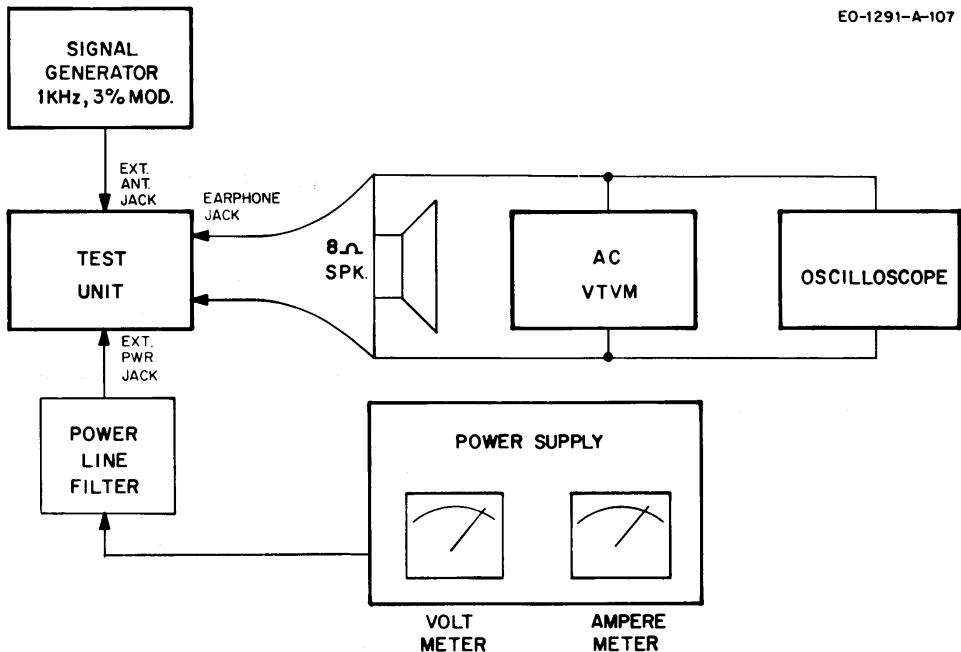 EO-1291-A-107
SIGNAL
GENERATOR
1KHz, 3% MOD.
EXT.
ANT.
JACK
EARPHONE
JACK
TEST
UNIT
8Ω
SPK.
AC
VTVM
OSCILLOSCOPE
EXT.
PWR.
JACK
POWER
LINE
FILTER
POWER SUPPLY
VOLT
METER
AMPERE
METER